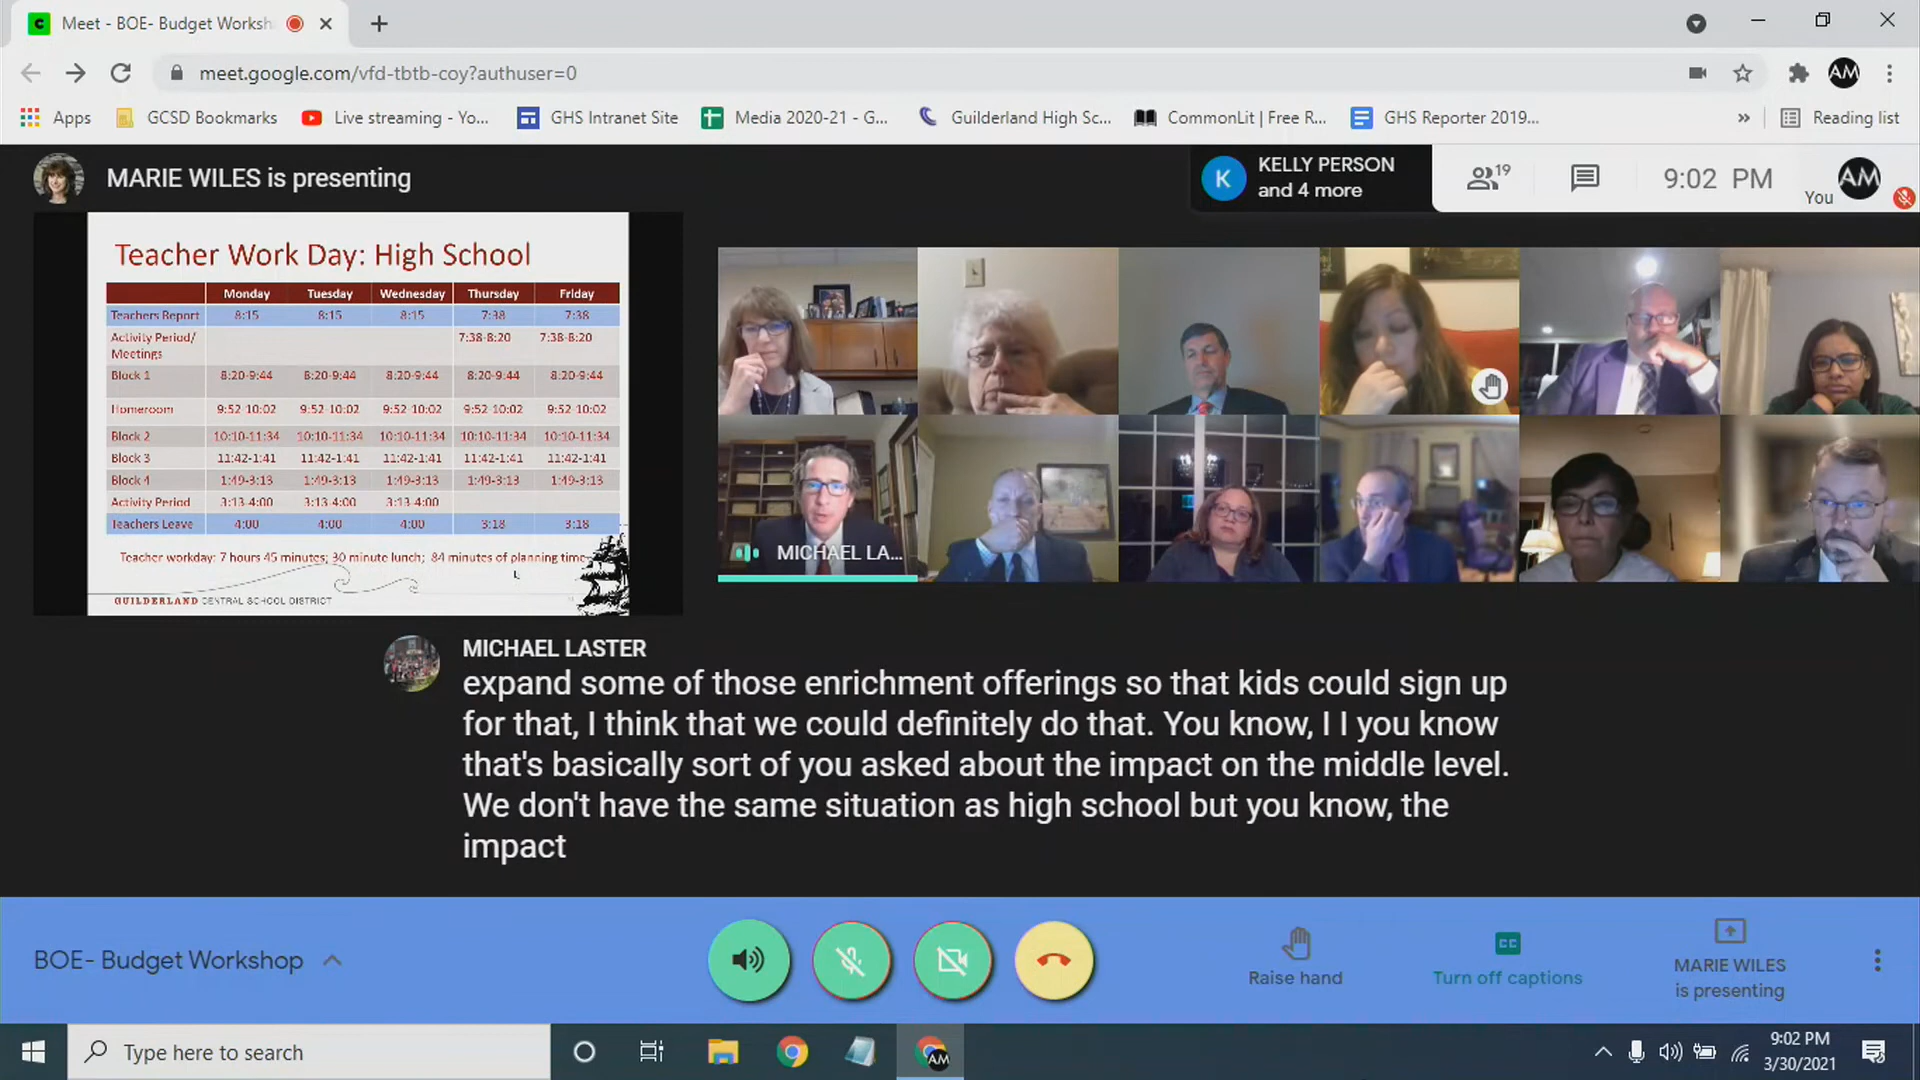 Meet - BOE- Budget Worksh
meet.google.com/vfd-tbtb-coy?authuser=0
AM
Apps
GCSD Bookmarks
Live streaming - Yo...
GHS Intranet Site
Media 2020-21 - G...
Guilderland High Sc...
CommonLit | Free R...
GHS Reporter 2019...
»
Reading list
MARIE WILES is presenting
K
KELLY PERSON
and 4 more
19
9:02 PM
You
AM
Teacher Work Day: High School
Monday Tuesday Wednesday Thursday Friday
Teachers Report 8:15 8:15 8:15 7:38 7:38
Activity Period/ 7:38-8:20 7:38-8:20
Meetings
Block 1 8:20-9:44 8:20-9:44 8:20-9:44 8:20-9:44 8:20-9:44
Homeroom 9:52-10:02 9:52-10:02 9:52-10:02 9:52-10:02 9:52-10:02
Block 2 10:10-11:34 10:10-11:34 10:10-11:34 10:10-11:34 10:10-11:34
Block 3 11:42-1:41 11:42-1:41 11:42-1:41 11:42-1:41 11:42-1:41
Block 4 1:49-3:13 1:49-3:13 1:49-3:13 1:49-3:13 1:49-3:13
Activity Period 3:13-4:00 3:13-4:00 3:13-4:00
Teachers Leave 4:00 4:00 4:00 3:18 3:18
Teacher workday: 7 hours 45 minutes; 30 minute lunch; 84 minutes of planning time
GUILDERLAND CENTRAL SCHOOL DISTRICT
MICHAEL LA...
MICHAEL LASTER
expand some of those enrichment offerings so that kids could sign up
for that, I think that we could definitely do that. You know, I I you know
that's basically sort of you asked about the impact on the middle level.
We don't have the same situation as high school but you know, the
impact
BOE- Budget Workshop
Raise hand
CC
Turn off captions
MARIE WILES
is presenting
Type here to search
AM
9:02 PM
3/30/2021